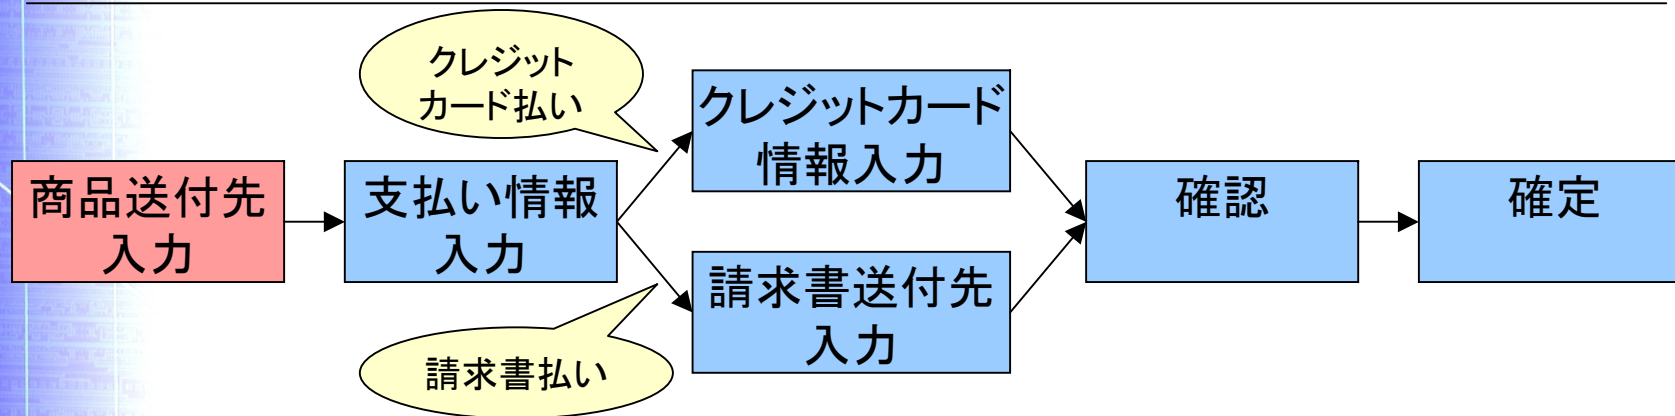 商品送付先
入力
支払い情報
入力
クレジット
カード払い
クレジットカード
情報入力
請求書払い
請求書送付先
入力
確認
確定